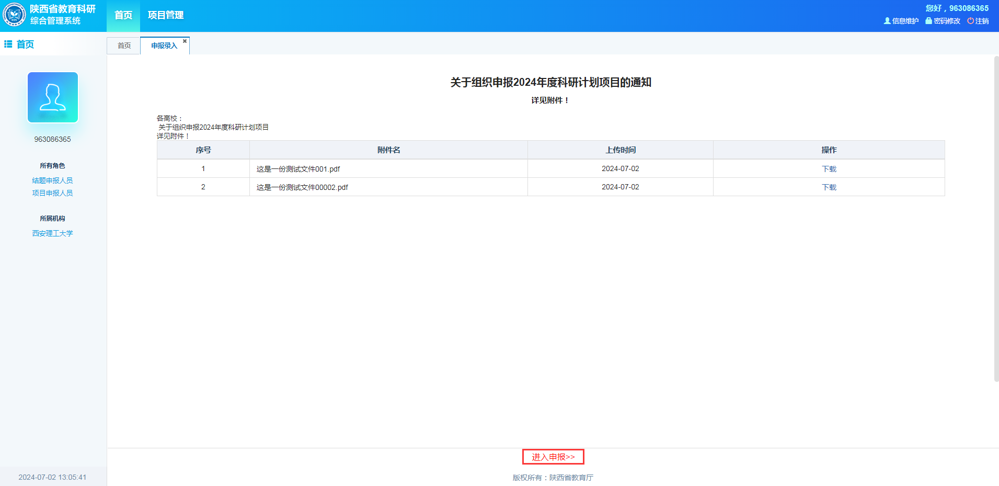 陕西省教育科研
综合管理系统
首页
项目管理
您好，963086365
信息维护 密码修改 注销
首页
首页
申报录入
963086365
所有角色
结题申报人员
项目申报人员
所属机构
西安理工大学
关于组织申报2024年度科研计划项目的通知
详见附件！
各高校：
关于组织申报2024年度科研计划项目
详见附件！
序号 附件名 上传时间 操作
1 这是一份测试文件001.pdf 2024-07-02 下载
2 这是一份测试文件00002.pdf 2024-07-02 下载
进入申报>>
2024-07-02 13:05:41
版权所有：陕西省教育厅